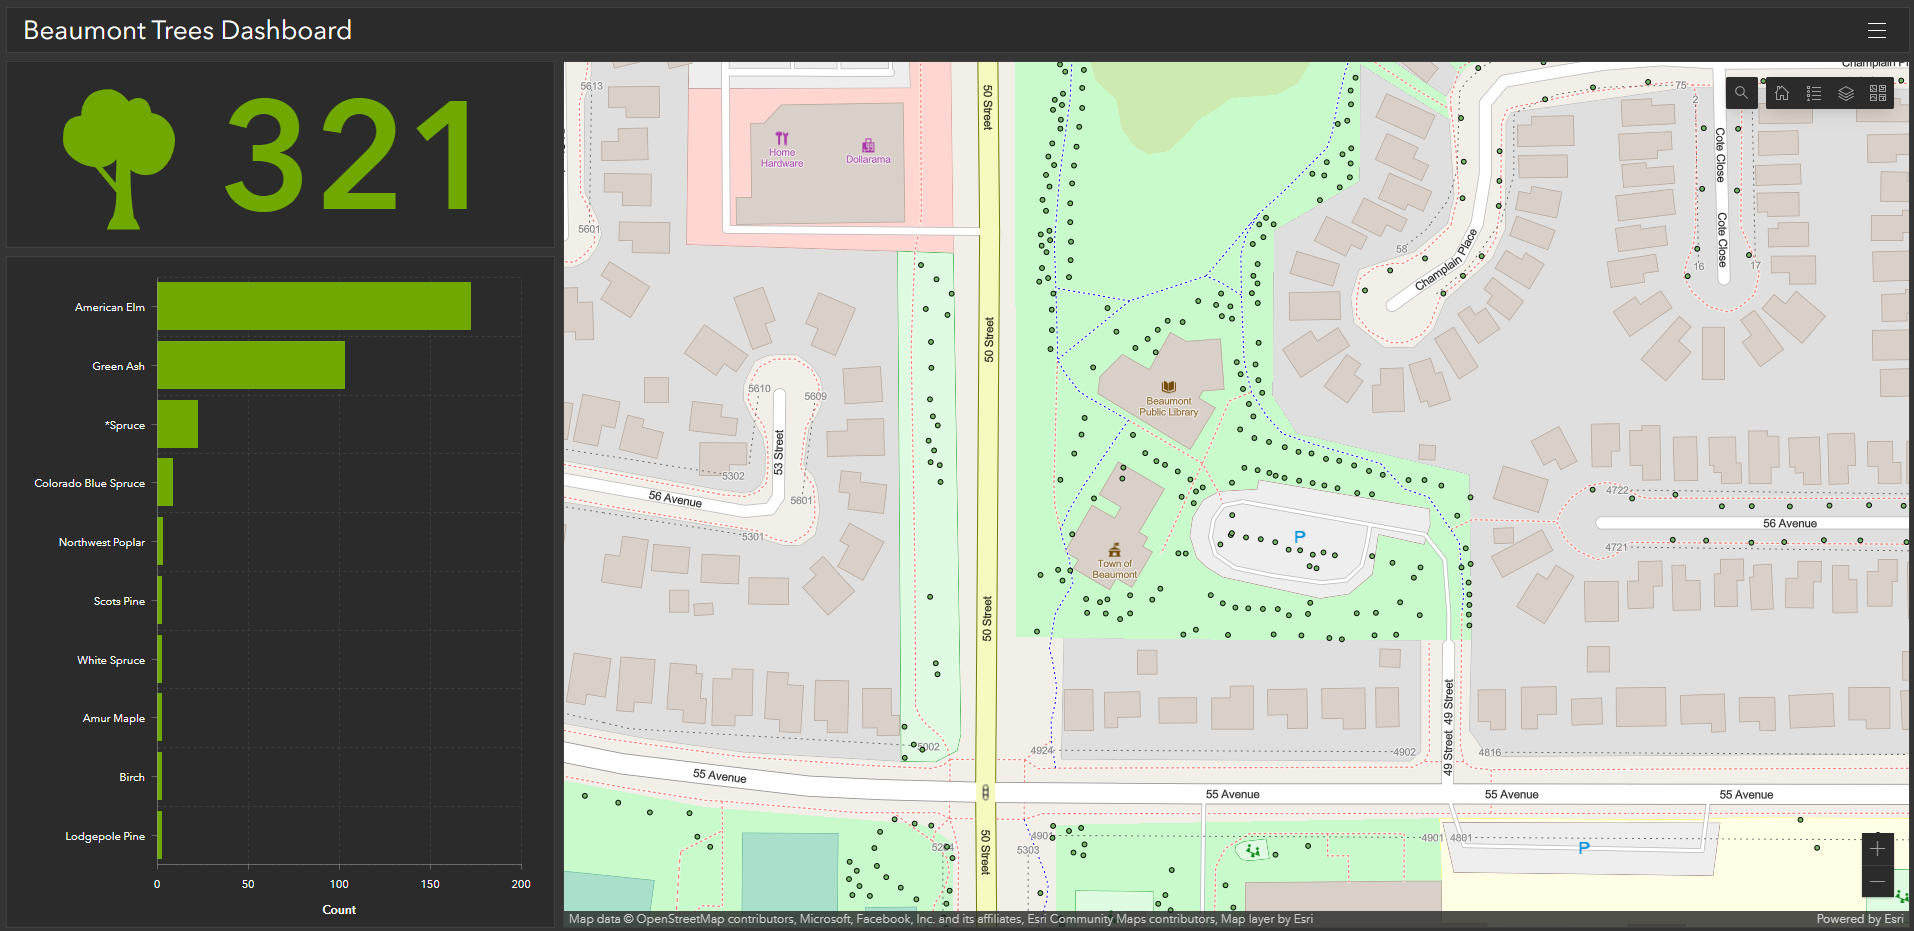 Beaumont Trees Dashboard
321
American Elm
Green Ash
*Spruce
Colorado Blue Spruce
Northwest Poplar
Scots Pine
White Spruce
Amur Maple
Birch
Lodgepole Pine
0 50 100 150 200
Count
5613
Home
Hardware
Dollarama
50 Street
5601
Champlain Pl
75
2
Cote Close
Cote Close
58
Champlain Place
16
17
50 Street
5610
5609
53 Street
5302
56 Avenue
5601
5301
Beaumont
Public Library
Town of
Beaumont
P
4722
56 Avenue
4721
50 Street
49 Street
49 Street
5002
4924
4902
4816
55 Avenue
55 Avenue
55 Avenue
55 Avenue
50 Street
4901
5303
4901
4801
P
Map data © OpenStreetMap contributors, Microsoft, Facebook, Inc. and its affiliates, Esri Community Maps contributors, Map layer by Esri
Powered by Esri